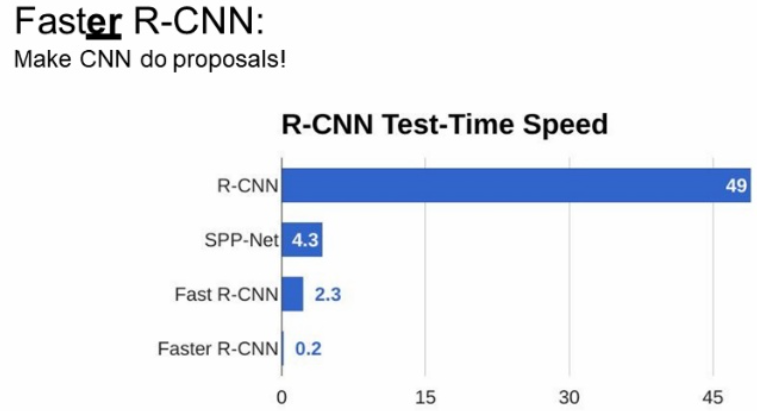 Faster R-CNN:
Make CNN do proposals!
R-CNN Test-Time Speed
R-CNN 49
SPP-Net 4.3
Fast R-CNN 2.3
Faster R-CNN 0.2
0 15 30 45